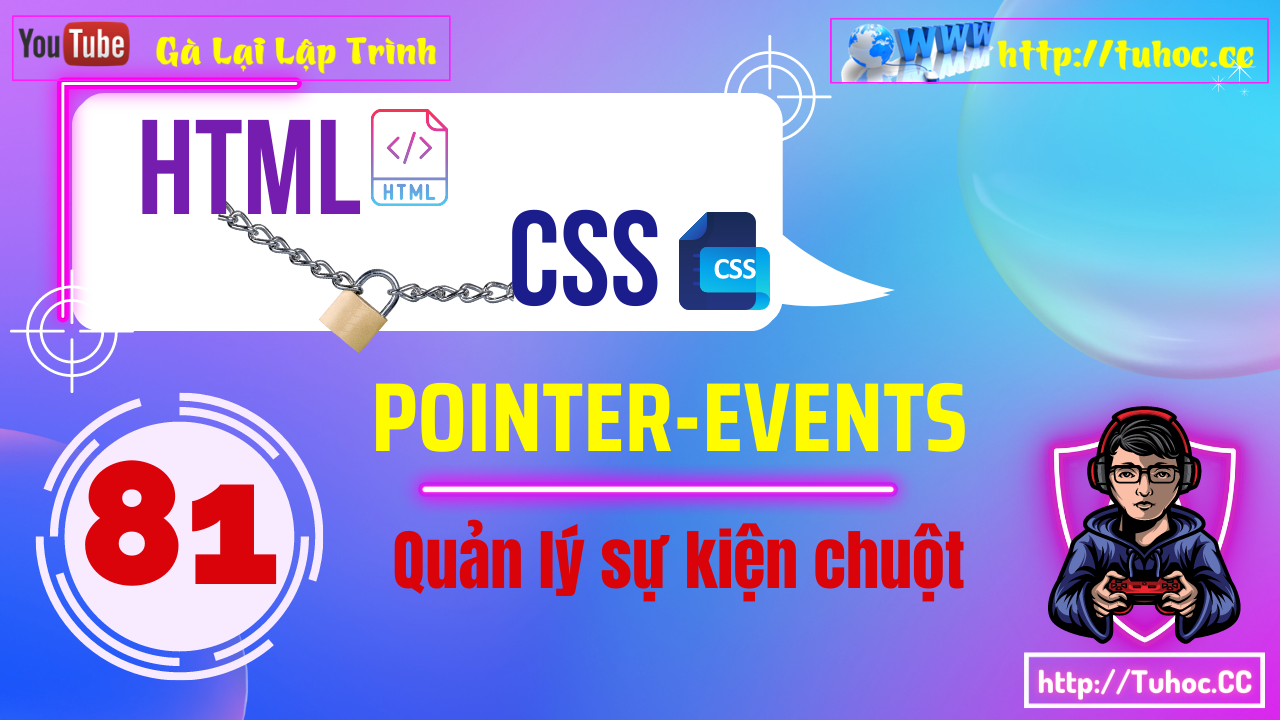 YouTube
Gà Lại Lập Trình
WWW
http://tuhoc.cc
HTML
</>
HTML
CSS
CSS
POINTER-EVENTS
81
Quản lý sự kiện chuột
http://Tuhoc.CC